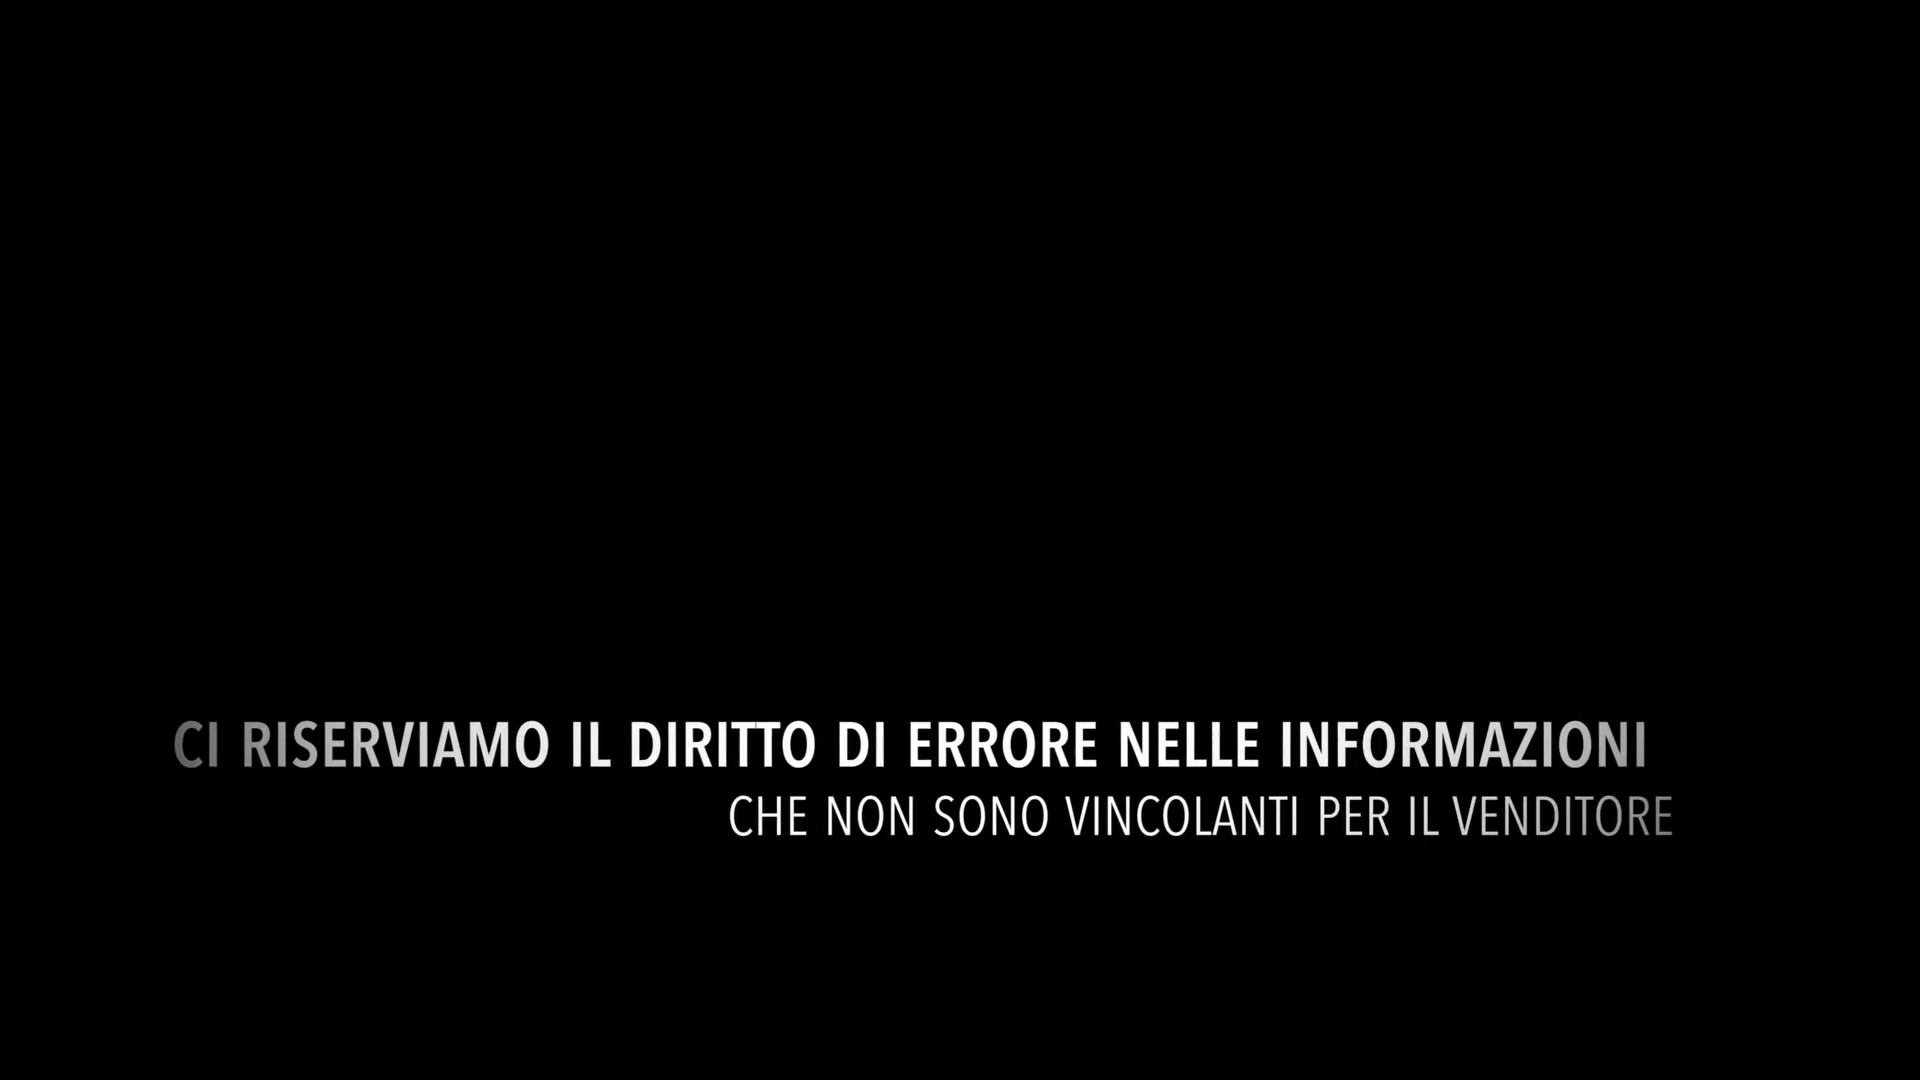 CI RISERVIAMO IL DIRITTO DI ERRORE NELLE INFORMAZIONI
CHE NON SONO VINCOLANTI PER IL VENDITORE